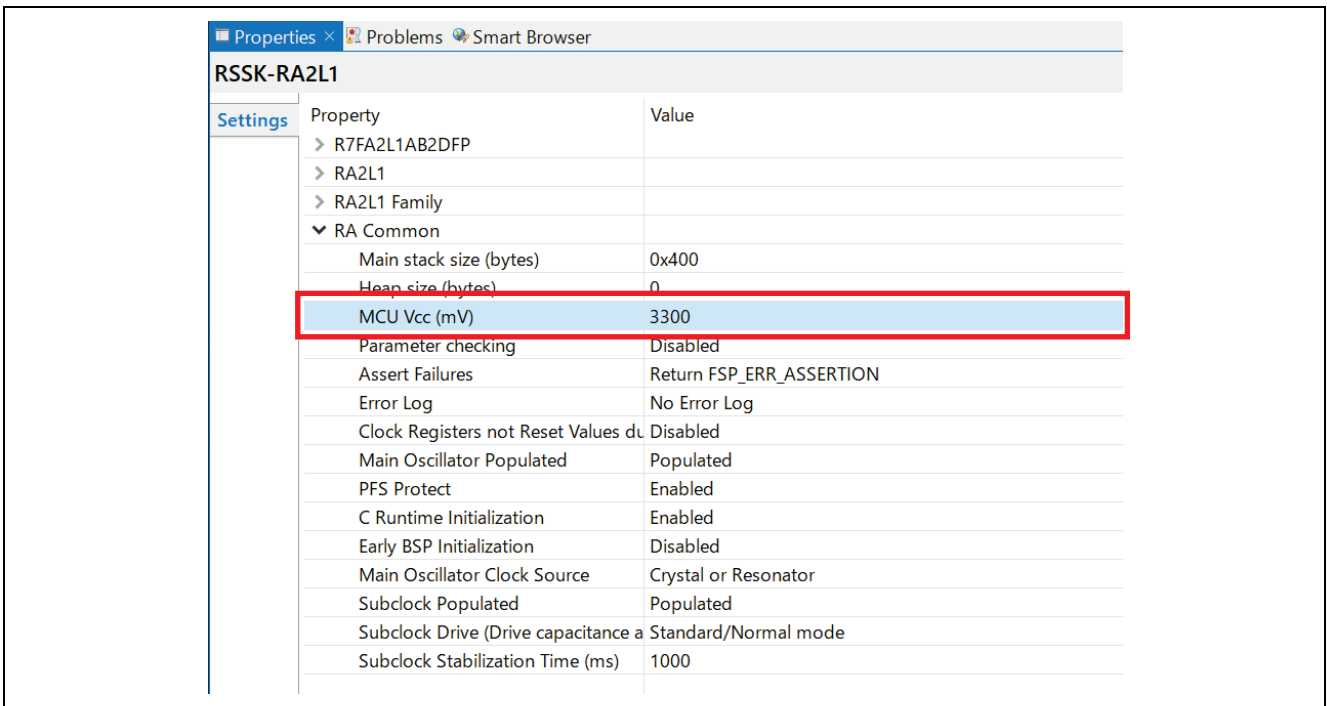 Properties Problems Smart Browser
RSSK-RA2L1
Settings Property Value
R7FA2L1AB2DFP
RA2L1
RA2L1 Family
RA Common
Main stack size (bytes) 0x400
Heap size (bytes) 0
MCU Vcc (mV) 3300
Parameter checking Disabled
Assert Failures Return FSP_ERR_ASSERTION
Error Log No Error Log
Clock Registers not Reset Values du Disabled
Main Oscillator Populated Populated
PFS Protect Enabled
C Runtime Initialization Enabled
Early BSP Initialization Disabled
Main Oscillator Clock Source Crystal or Resonator
Subclock Populated Populated
Subclock Drive (Drive capacitance a Standard/Normal mode
Subclock Stabilization Time (ms) 1000